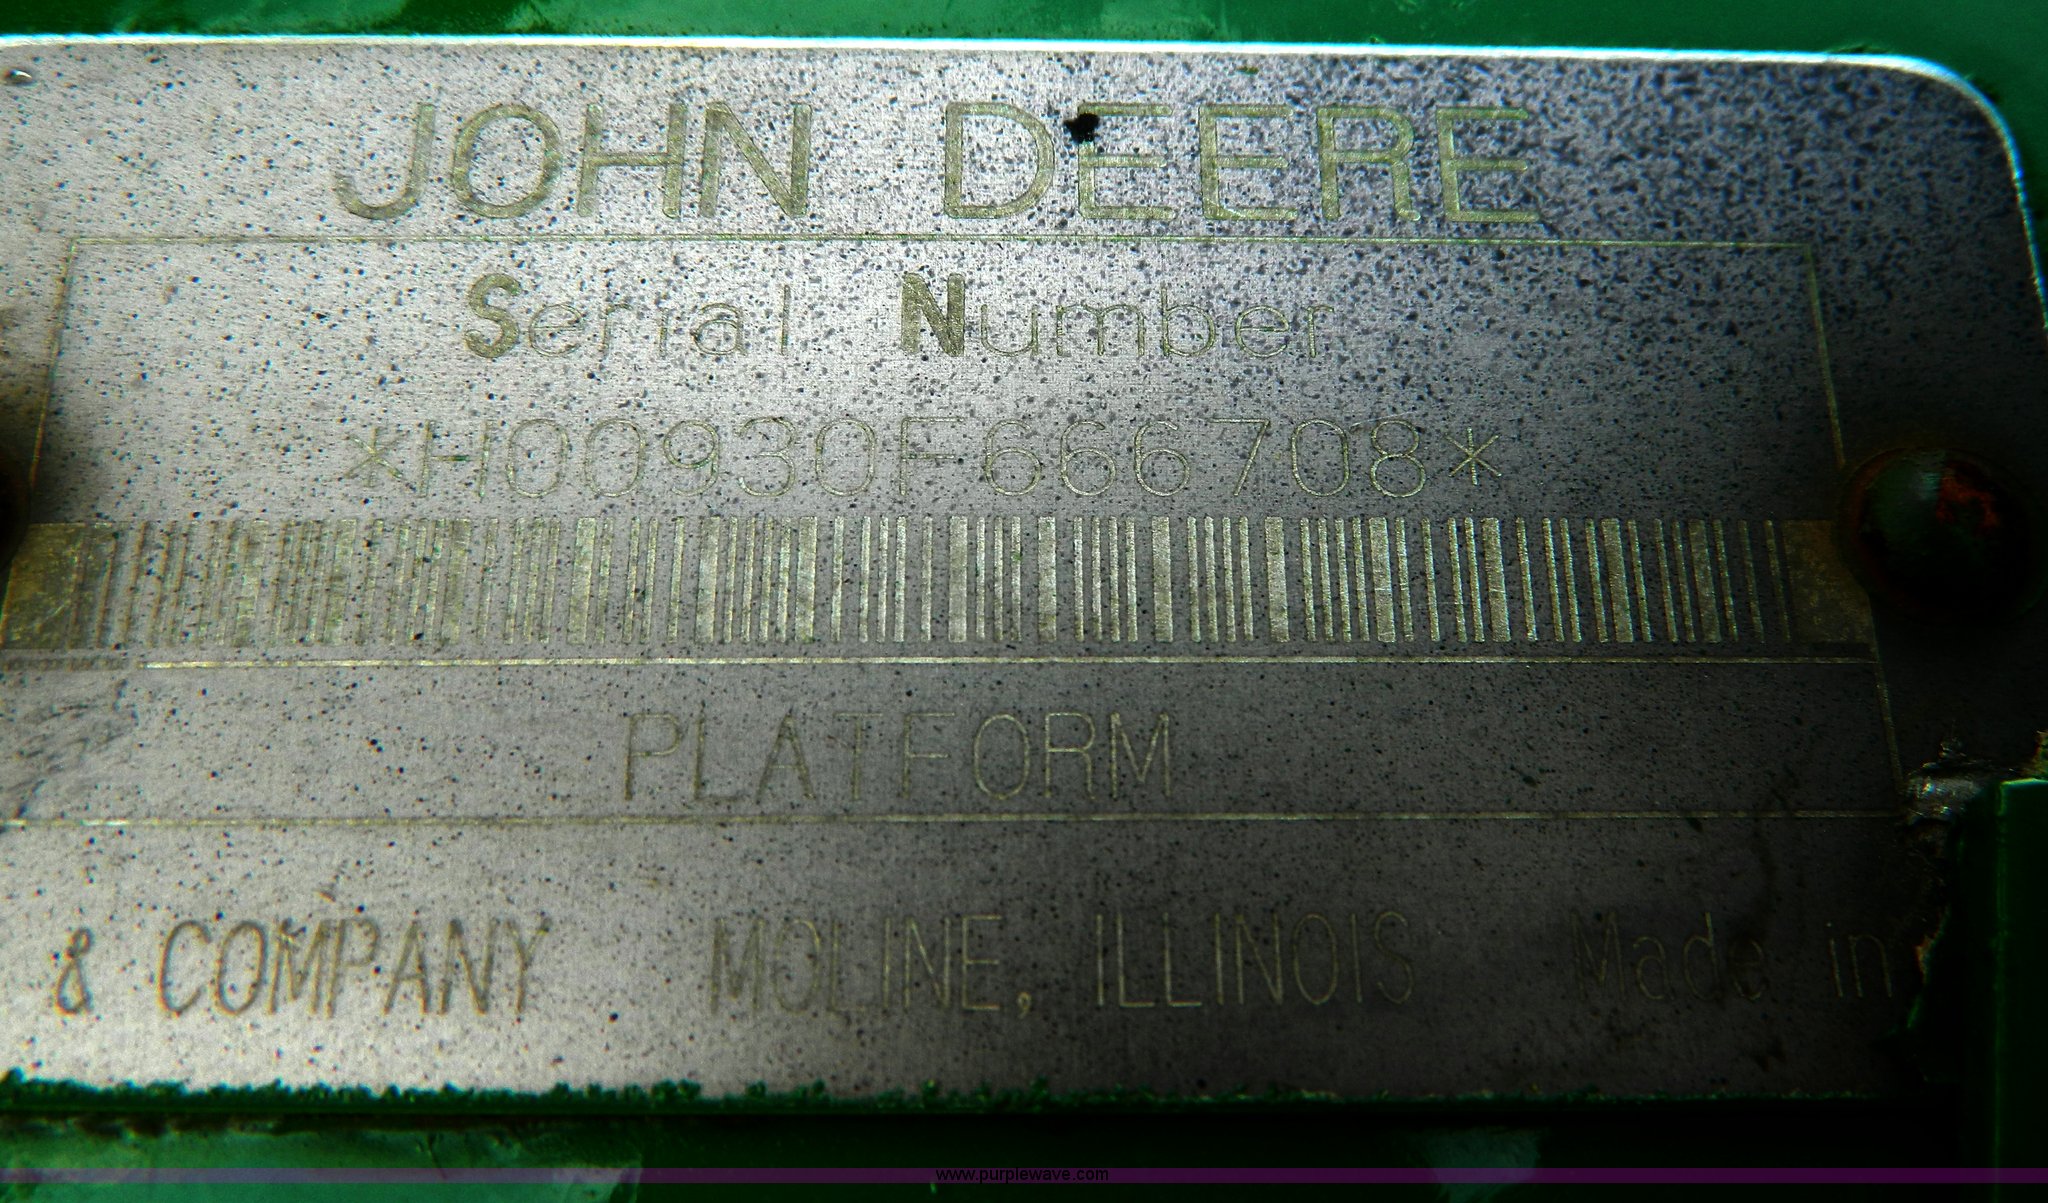 JOHN DEERE
Serial Number
*H00930F666708*
PLATFORM
& COMPANY MOLINE, ILLINOIS Made in
www.purplewave.com